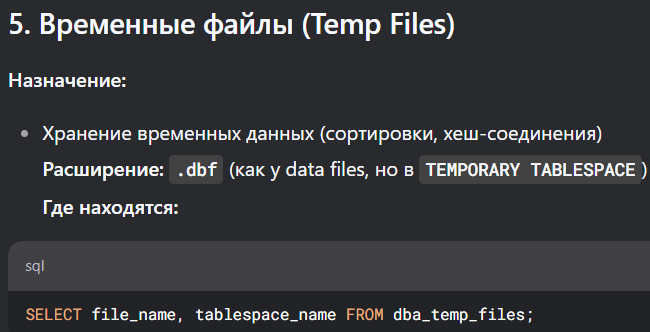 5. Временные файлы (Temp Files)
Назначение:
Хранение временных данных (сортировки, хеш-соединения)
Расширение: .dbf (как у data files, но в TEMPORARY TABLESPACE)
Где находятся:
sql
SELECT file_name, tablespace_name FROM dba_temp_files;